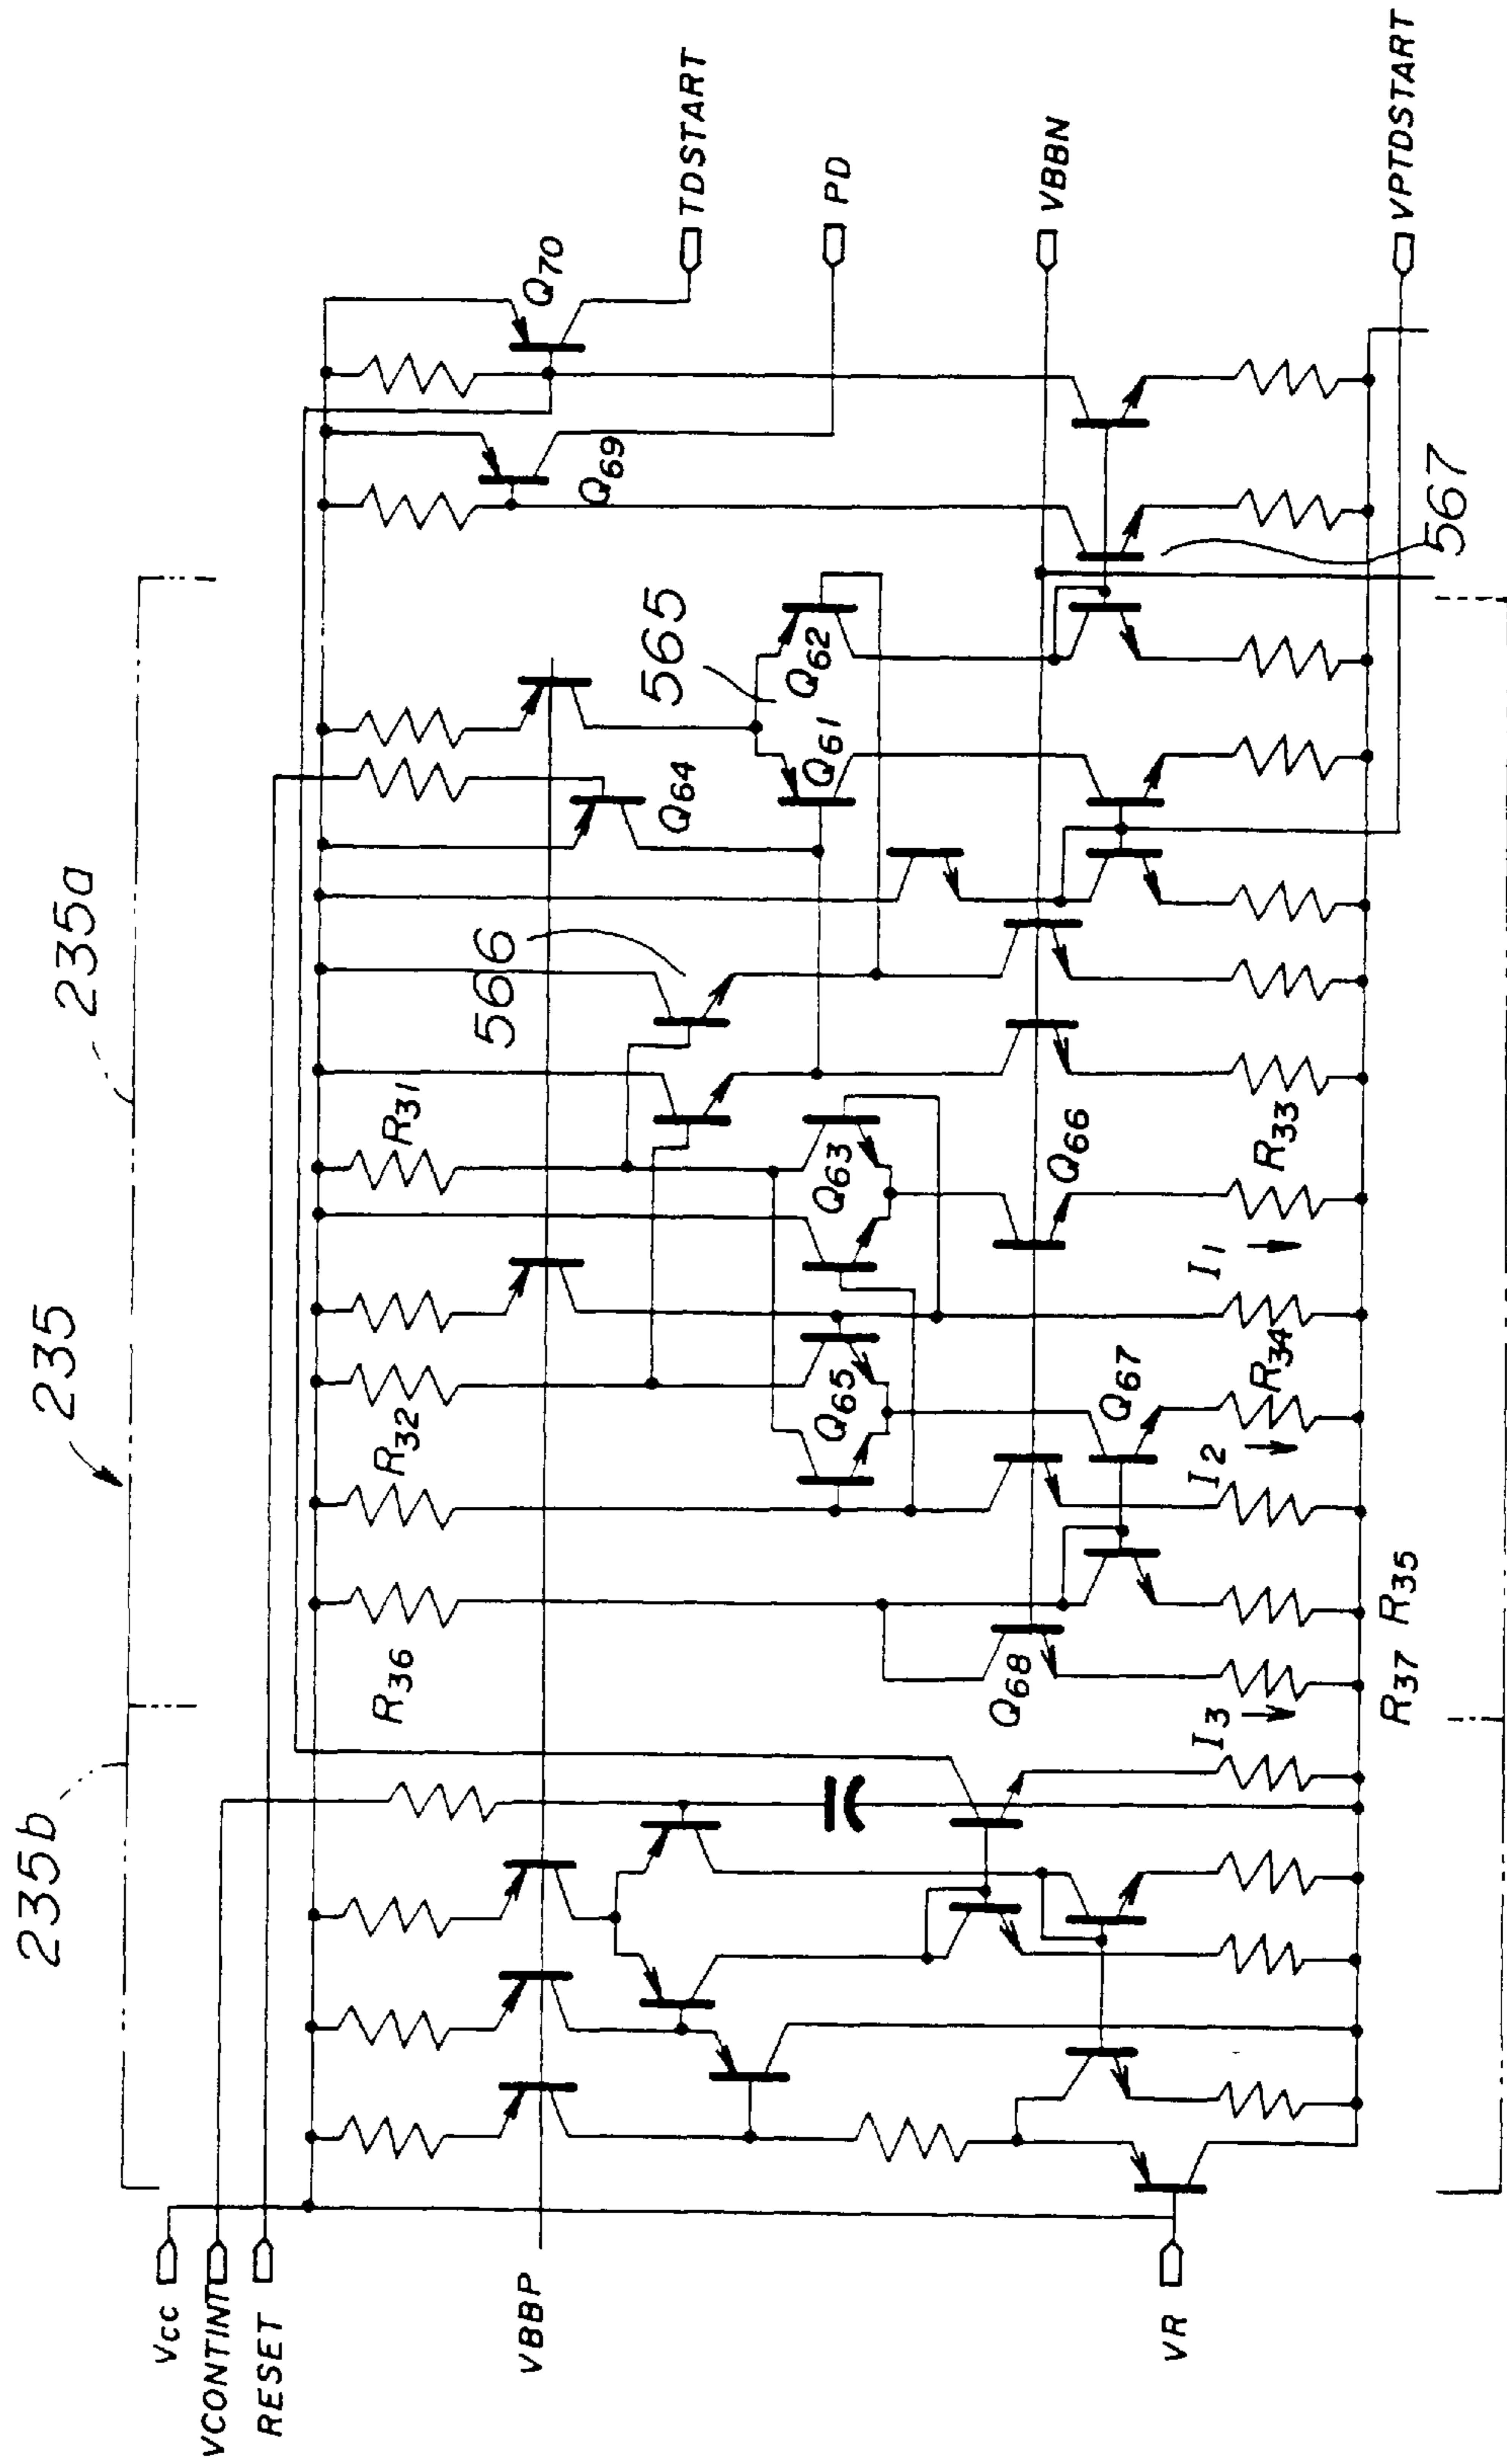 235
235b
235a
Vcc
VCONTINT
RESET
VBBP
VR
TDSTART
PD
VBBN
VPTDSTART
R36
R32
R31
566
565
567
Q70
Q69
Q64
Q62
Q61
Q63
Q65
Q66
Q67
Q68
I1
I2
I3
R33
R34
R35
R37